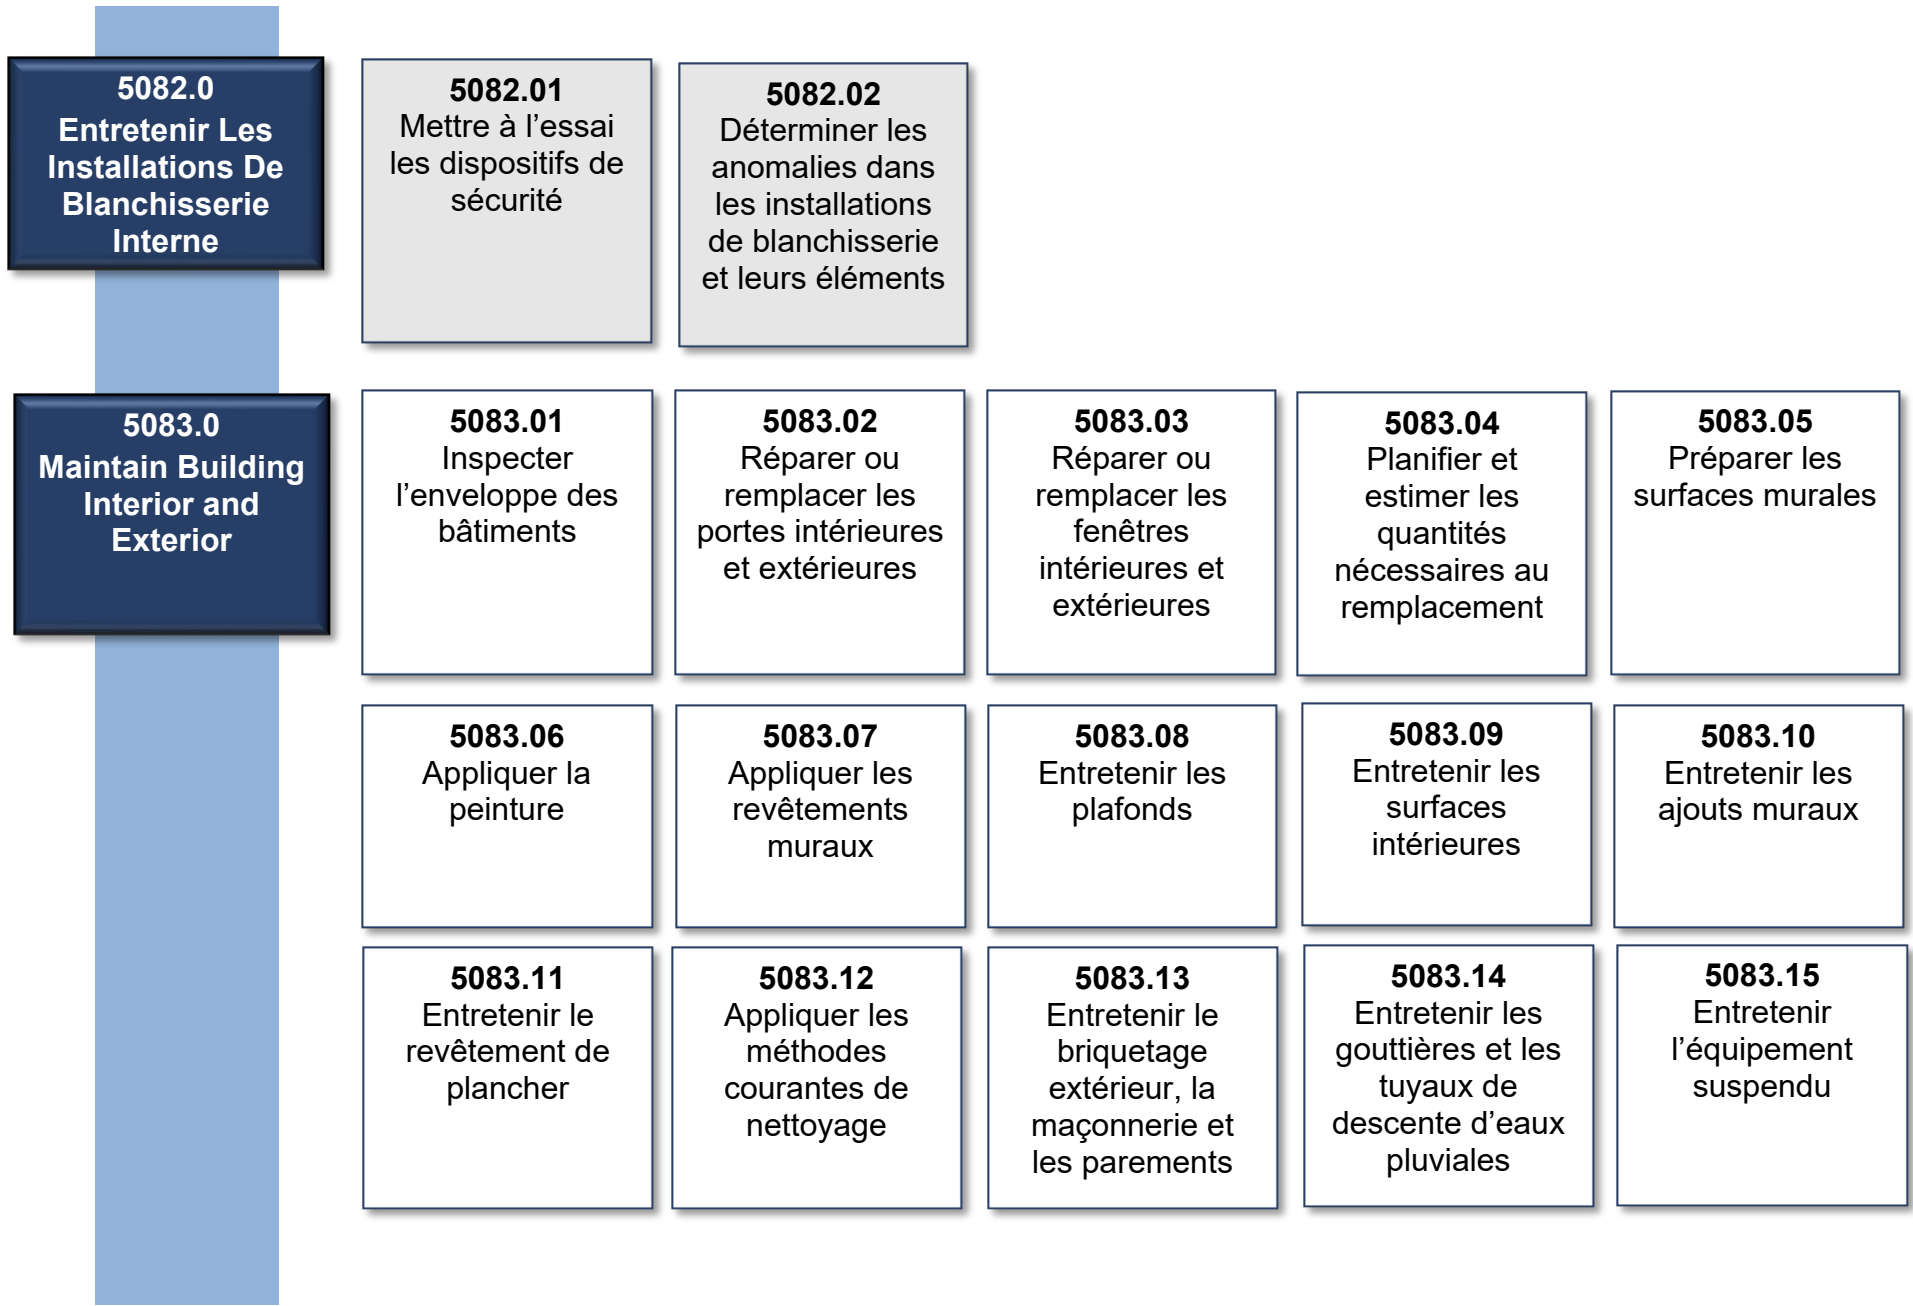 5082.0
Entretenir Les
Installations De
Blanchisserie
Interne
5082.01
Mettre à l’essai
les dispositifs de
sécurité
5082.02
Déterminer les
anomalies dans
les installations
de blanchisserie
et leurs éléments
5083.0
Maintain Building
Interior and
Exterior
5083.01
Inspecter
l’enveloppe des
bâtiments
5083.02
Réparer ou
remplacer les
portes intérieures
et extérieures
5083.03
Réparer ou
remplacer les
fenêtres
intérieures et
extérieures
5083.04
Planifier et
estimer les
quantités
nécessaires au
remplacement
5083.05
Préparer les
surfaces murales
5083.06
Appliquer la
peinture
5083.07
Appliquer les
revêtements
muraux
5083.08
Entretenir les
plafonds
5083.09
Entretenir les
surfaces
intérieures
5083.10
Entretenir les
ajouts muraux
5083.11
Entretenir le
revêtement de
plancher
5083.12
Appliquer les
méthodes
courantes de
nettoyage
5083.13
Entretenir le
briquetage
extérieur, la
maçonnerie et
les parements
5083.14
Entretenir les
gouttières et les
tuyaux de
descente d’eaux
pluviales
5083.15
Entretenir
l’équipement
suspendu